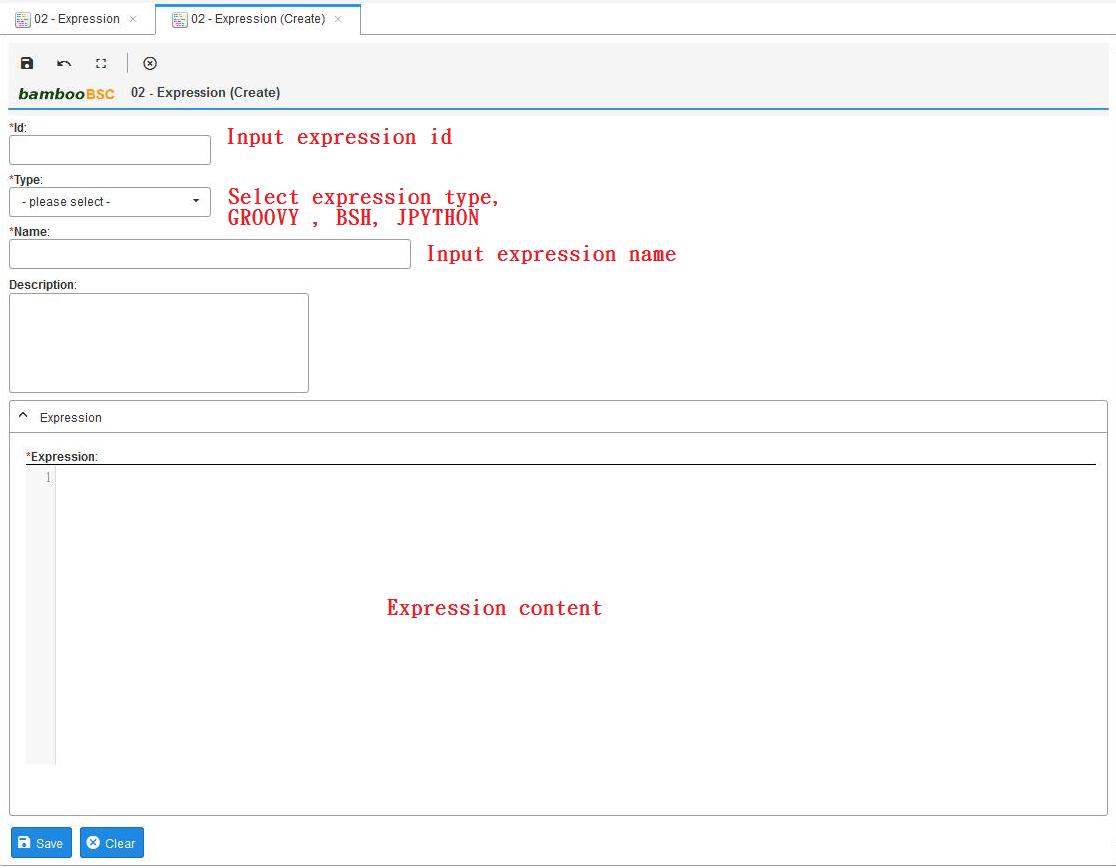 02 - Expression × 02 - Expression (Create) ×
bambooBSC 02 - Expression (Create)
*Id:
Input expression id
*Type:
- please select -
Select expression type,
GROOVY , BSH, JPYTHON
*Name:
Input expression name
Description:
Expression
*Expression:
1
Expression content
Save Clear